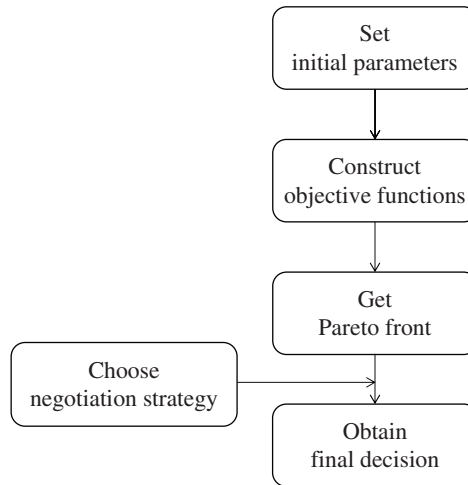 Set
initial parameters
Construct
objective functions
Get
Pareto front
Choose
negotiation strategy
Obtain
final decision